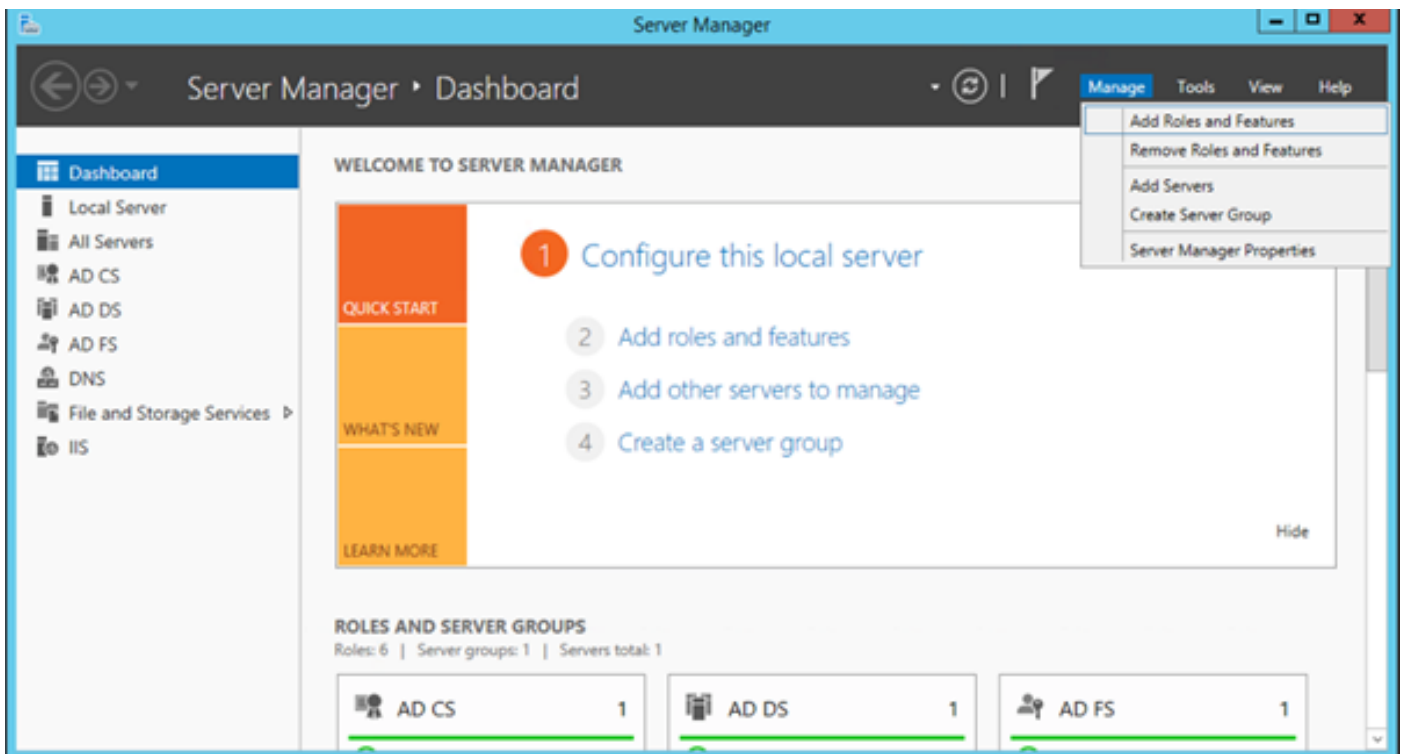 Server Manager
Server Manager • Dashboard
Manage Tools View Help
Add Roles and Features
Remove Roles and Features
Add Servers
Create Server Group
Server Manager Properties
Dashboard
Local Server
All Servers
AD CS
AD DS
AD FS
DNS
File and Storage Services
IIS
WELCOME TO SERVER MANAGER
QUICK START
WHAT'S NEW
LEARN MORE
1 Configure this local server
2 Add roles and features
3 Add other servers to manage
4 Create a server group
Hide
ROLES AND SERVER GROUPS
Roles: 6 | Server groups: 1 | Servers total: 1
AD CS 1
AD DS 1
AD FS 1